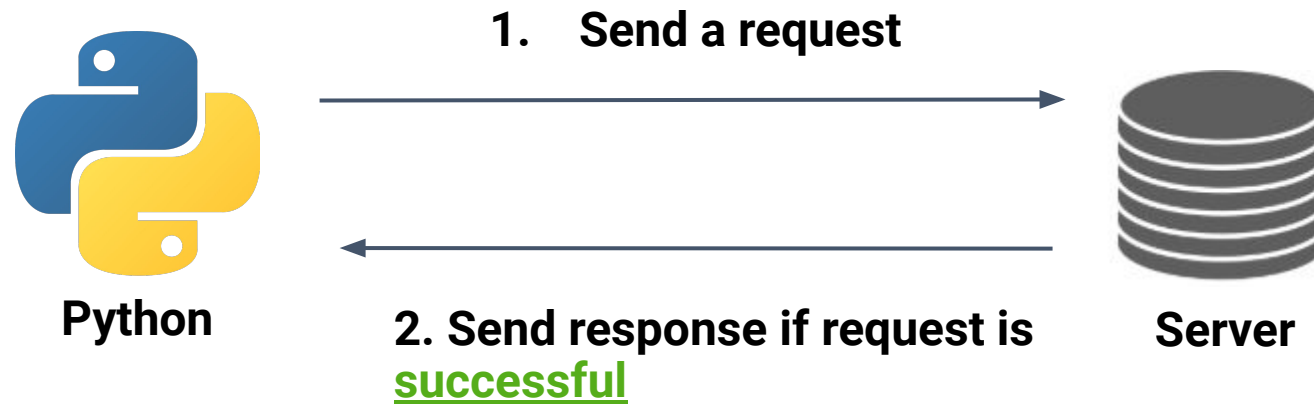 1. Send a request
Python
2. Send response if request is
successful
Server